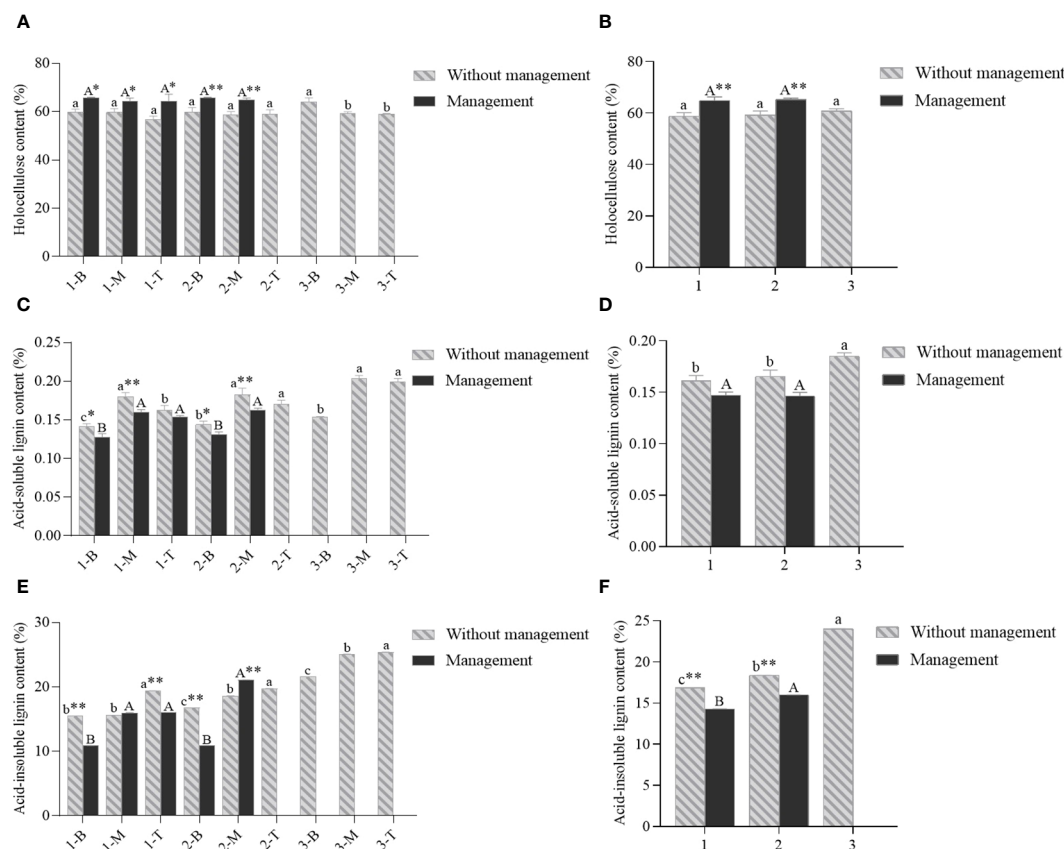 A
Holocellulose content (%)
80
60
40
20
0
a A* a A* a A* a A** a A** a a b b
1-B 1-M 1-T 2-B 2-M 2-T 3-B 3-M 3-T
Without management
Management
B
Holocellulose content (%)
80
60
40
20
0
a A** a A** a
1 2 3
Without management
Management
C
Acid-soluble lignin content (%)
0.25
0.20
0.15
0.10
0.05
0.00
c* B a** A b A b* B a** A a b a a
1-B 1-M 1-T 2-B 2-M 2-T 3-B 3-M 3-T
Without management
Management
D
Acid-soluble lignin content (%)
0.20
0.15
0.10
0.05
0.00
b A b A a
1 2 3
Without management
Management
E
Acid-insoluble lignin content (%)
30
20
10
0
b** B b A a** A c** B b A** a c b a
1-B 1-M 1-T 2-B 2-M 2-T 3-B 3-M 3-T
Without management
Management
F
Acid-insoluble lignin content (%)
25
20
15
10
5
0
c** B b** A a
1 2 3
Without management
Management